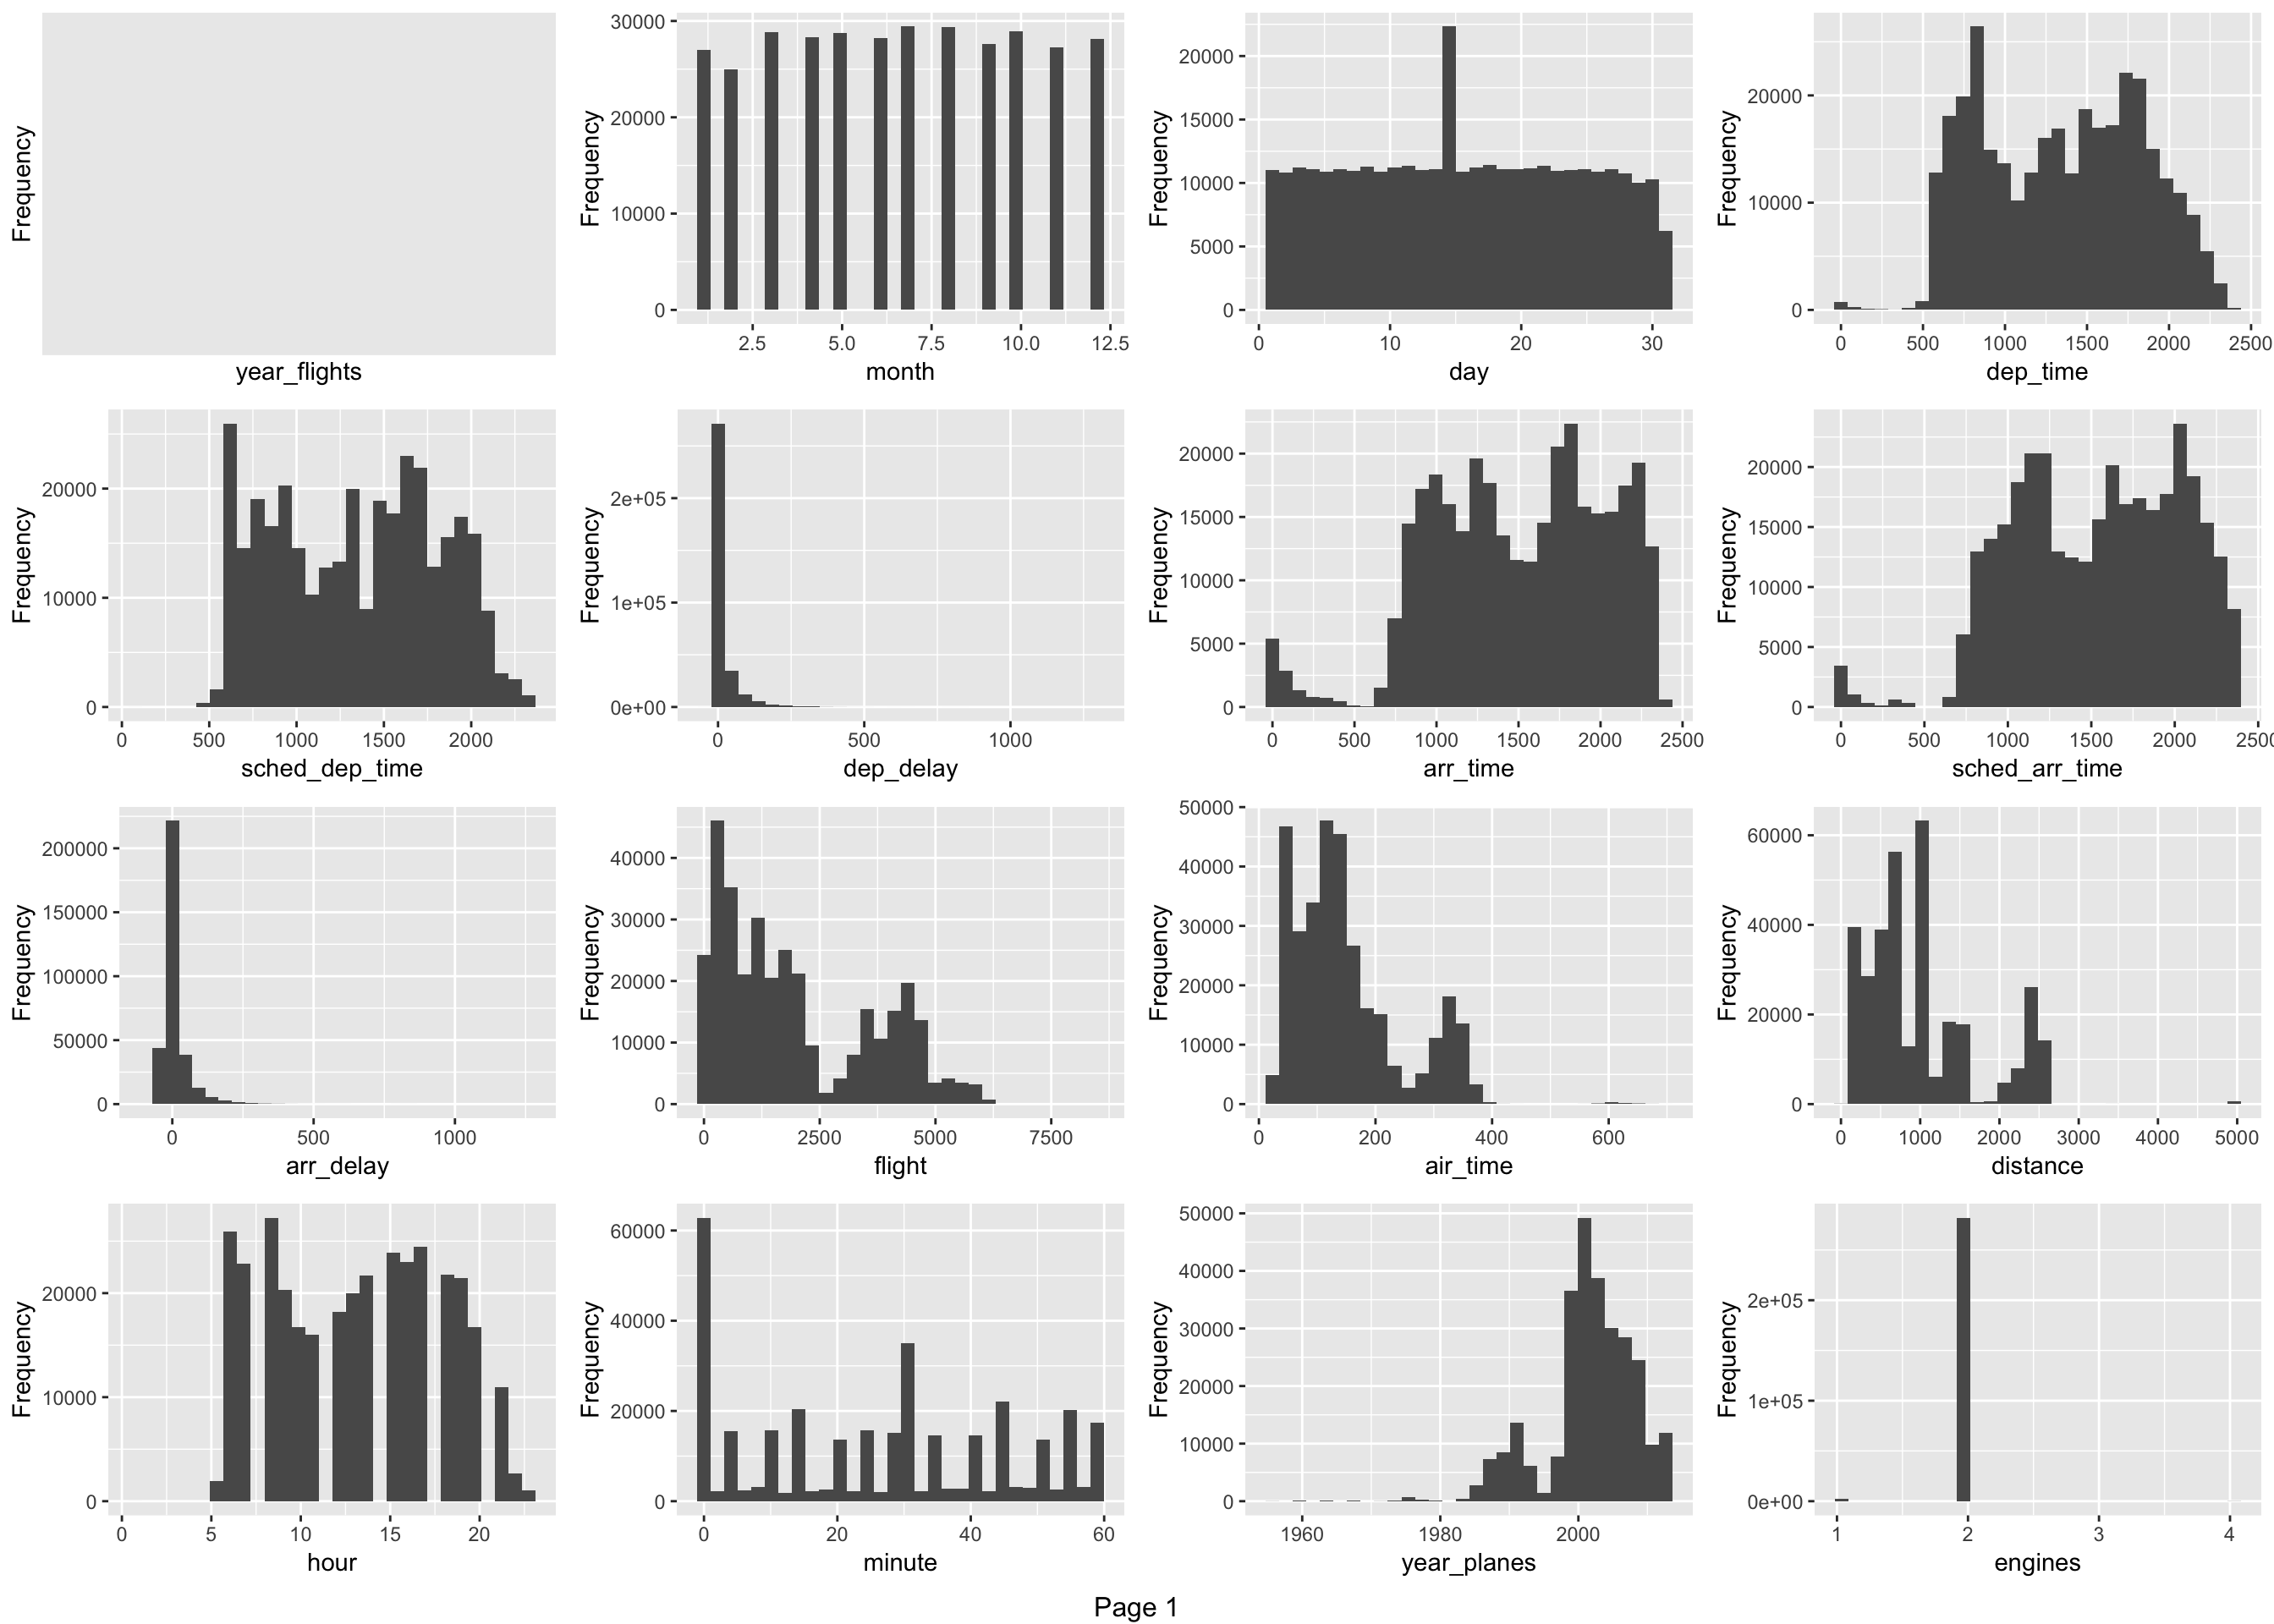 Frequency
year_flights
30000
20000
10000
0
Frequency
2.5 5.0 7.5 10.0 12.5
month
20000
15000
10000
5000
0
Frequency
0 10 20 30
day
20000
10000
0
Frequency
0 500 1000 1500 2000 2500
dep_time
20000
10000
0
Frequency
0 500 1000 1500 2000
sched_dep_time
2e+05
1e+05
0e+00
Frequency
0 500 1000
dep_delay
20000
15000
10000
5000
0
Frequency
0 500 1000 1500 2000 2500
arr_time
20000
15000
10000
5000
0
Frequency
0 500 1000 1500 2000 250
sched_arr_time
200000
150000
100000
50000
0
Frequency
0 500 1000
arr_delay
40000
30000
20000
10000
0
Frequency
0 2500 5000 7500
flight
50000
40000
30000
20000
10000
0
Frequency
0 200 400 600
air_time
60000
40000
20000
0
Frequency
0 1000 2000 3000 4000 5000
distance
20000
10000
0
Frequency
0 5 10 15 20
hour
60000
40000
20000
0
Frequency
0 20 40 60
minute
50000
40000
30000
20000
10000
0
Frequency
1960 1980 2000
year_planes
2e+05
1e+05
0e+00
Frequency
1 2 3 4
engines
Page 1